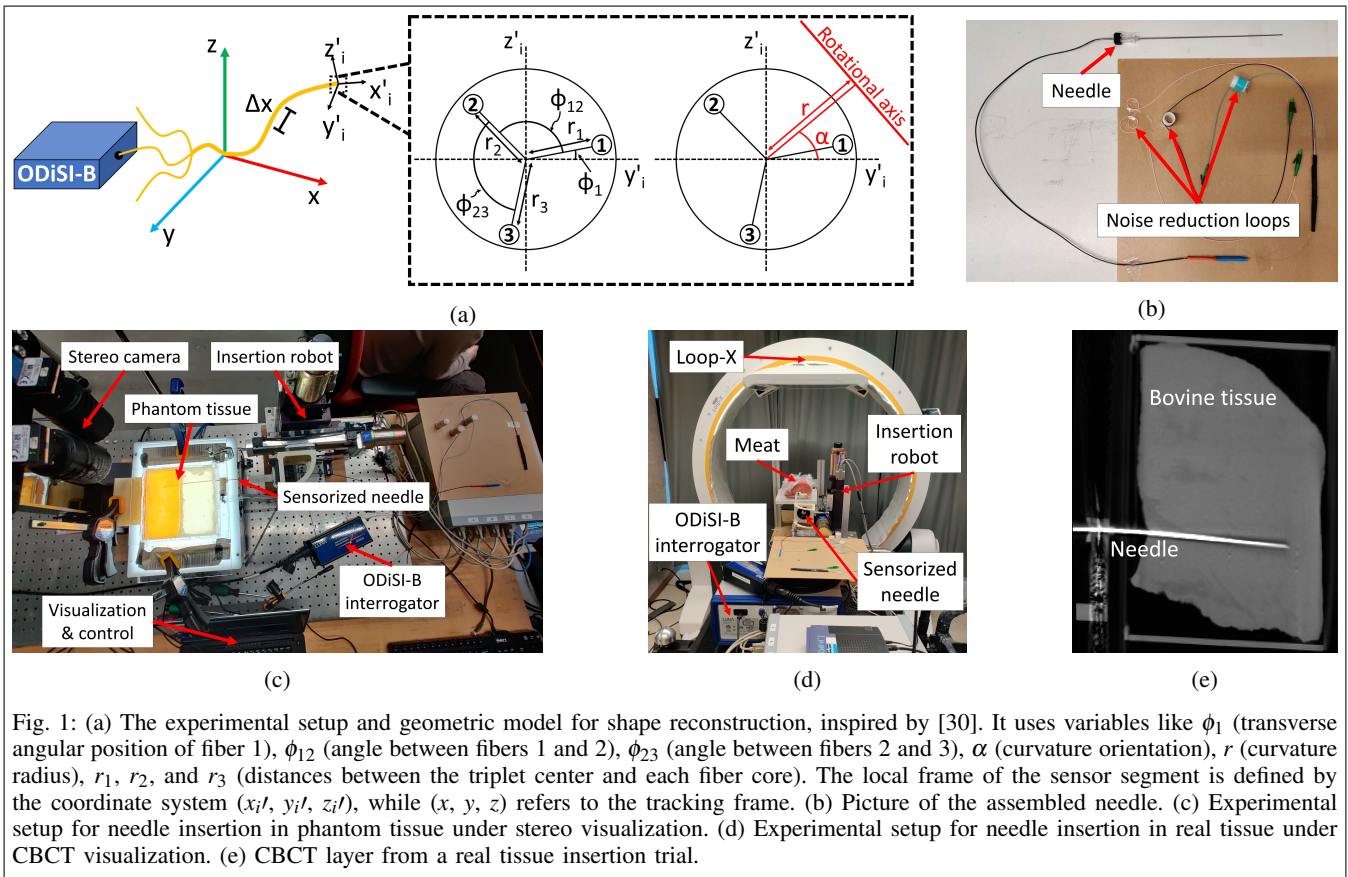 z
x
y
Δx
z'ᵢ
x'ᵢ
y'ᵢ
ODiSI-B
z'ᵢ
②
ϕ₁₂
r₁
①
r₂
ϕ₁
y'ᵢ
r₃
ϕ₂₃
③
z'ᵢ
Rotational axis
②
r
α
①
y'ᵢ
③
(a)
Needle
Noise reduction loops
(b)
Stereo camera
Insertion robot
Phantom tissue
Sensorized needle
ODiSI-B
interrogator
Visualization
& control
(c)
Loop-X
Meat
Insertion
robot
ODiSI-B
interrogator
Sensorized
needle
LUNA
(d)
Bovine tissue
Needle
(e)
Fig. 1: (a) The experimental setup and geometric model for shape reconstruction, inspired by [30]. It uses variables like ϕ₁ (transverse
angular position of fiber 1), ϕ₁₂ (angle between fibers 1 and 2), ϕ₂₃ (angle between fibers 2 and 3), α (curvature orientation), r (curvature
radius), r₁, r₂, and r₃ (distances between the triplet center and each fiber core). The local frame of the sensor segment is defined by
the coordinate system (xᵢ′, yᵢ′, zᵢ′), while (x, y, z) refers to the tracking frame. (b) Picture of the assembled needle. (c) Experimental
setup for needle insertion in phantom tissue under stereo visualization. (d) Experimental setup for needle insertion in real tissue under
CBCT visualization. (e) CBCT layer from a real tissue insertion trial.